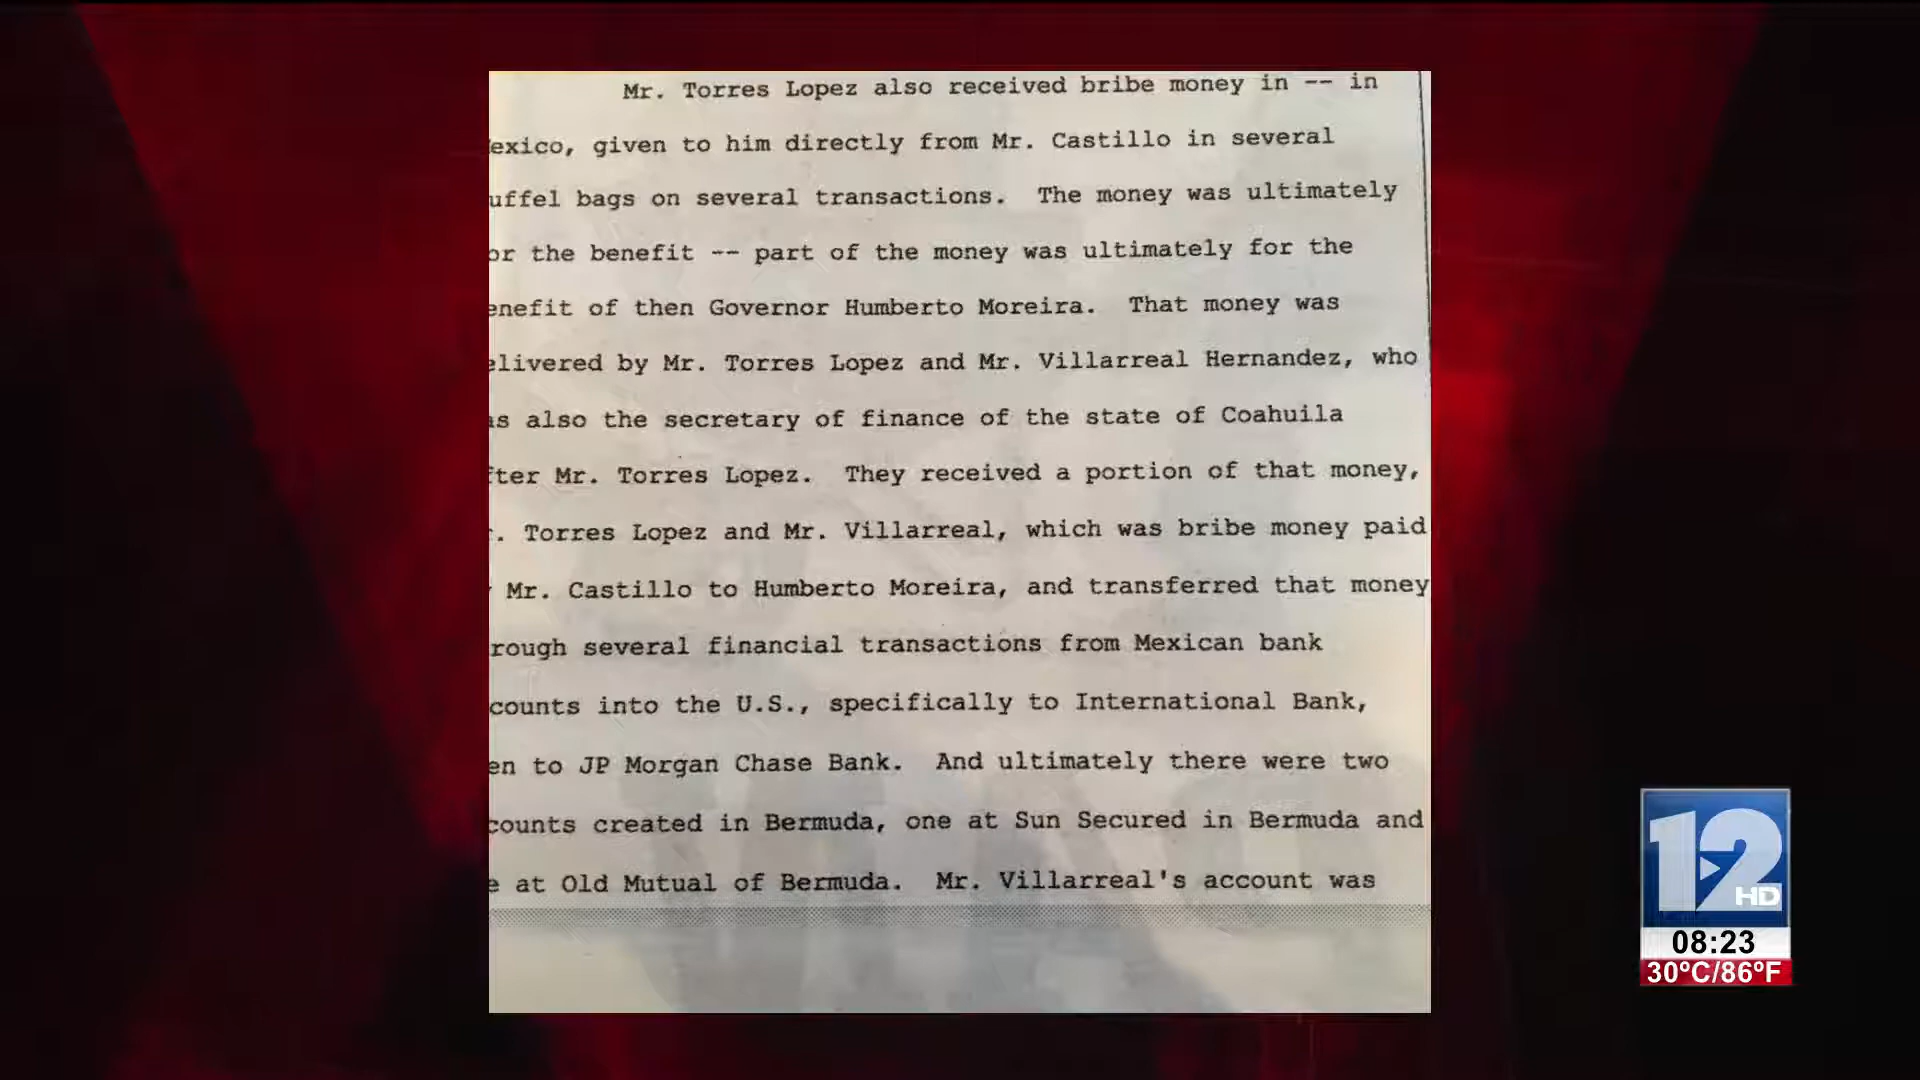 Mr. Torres Lopez also received bribe money in -- in
exico, given to him directly from Mr. Castillo in several
uffel bags on several transactions. The money was ultimately
or the benefit -- part of the money was ultimately for the
enefit of then Governor Humberto Moreira. That money was
elivered by Mr. Torres Lopez and Mr. Villarreal Hernandez, who
as also the secretary of finance of the state of Coahuila
fter Mr. Torres Lopez. They received a portion of that money,
r. Torres Lopez and Mr. Villarreal, which was bribe money paid
Mr. Castillo to Humberto Moreira, and transferred that money
rough several financial transactions from Mexican bank
counts into the U.S., specifically to International Bank,
en to JP Morgan Chase Bank. And ultimately there were two
counts created in Bermuda, one at Sun Secured in Bermuda and
e at Old Mutual of Bermuda. Mr. Villarreal's account was
12
HD
08:23
30ºC/86ºF